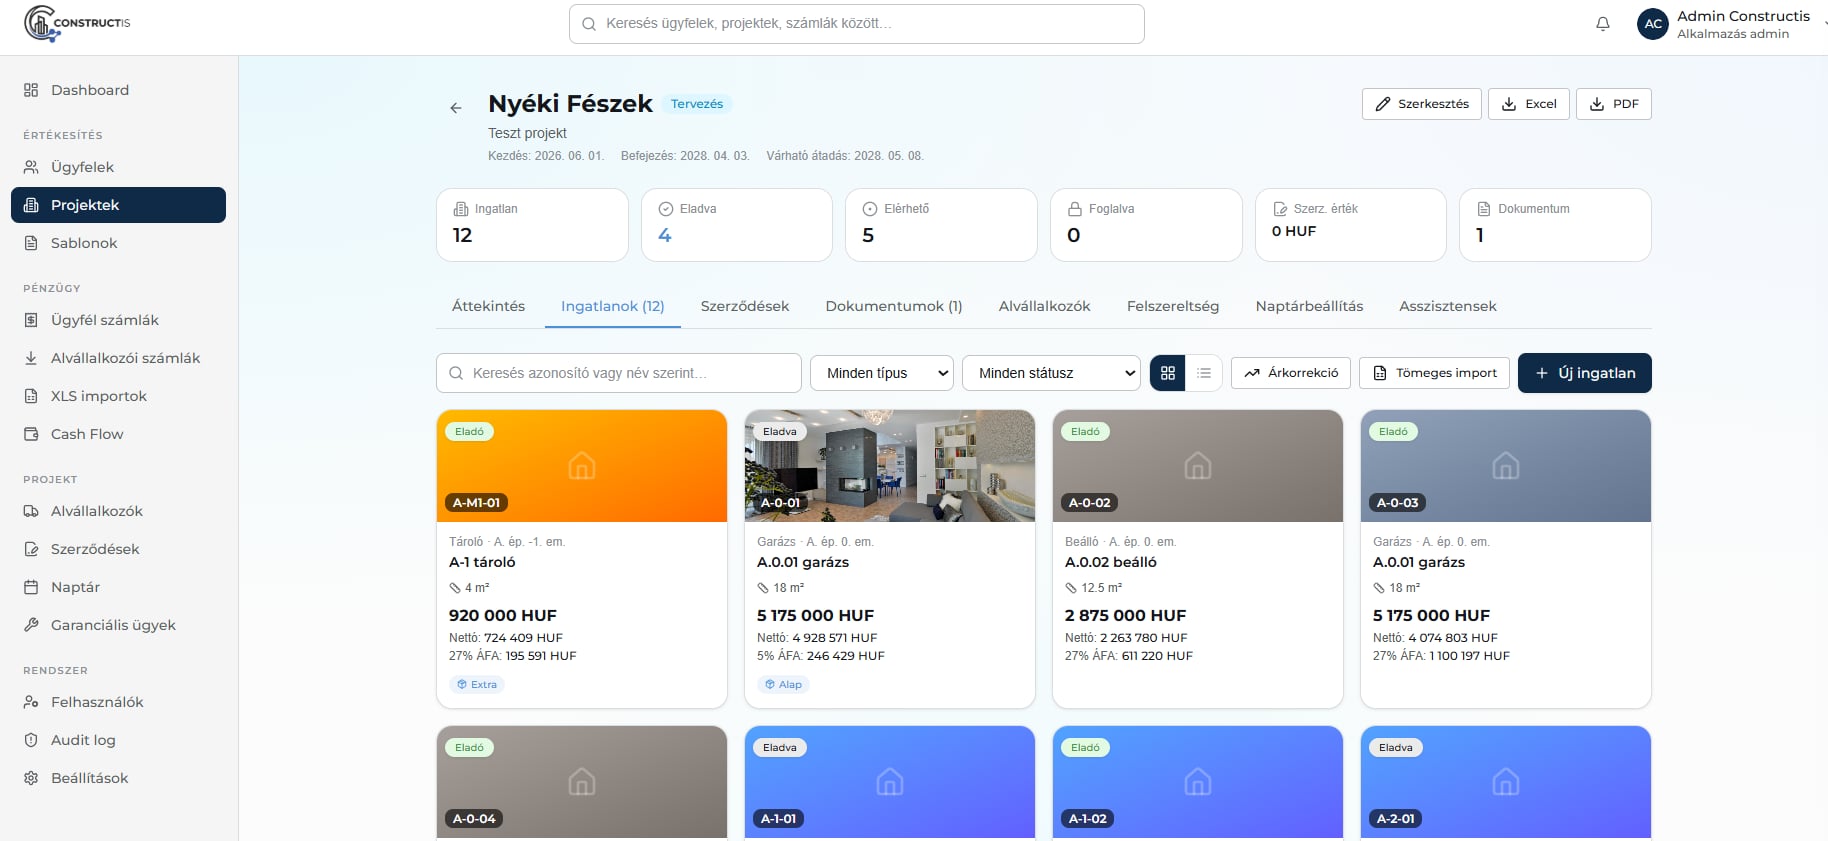 CONSTRUCTIS
Keresés ügyfelek, projektek, számlák között...
AC
Admin Constructis
Alkalmazás admin
Dashboard
ÉRTÉKESÍTÉS
Ügyfelek
Projektek
Sablonok
PÉNZÜGY
Ügyfél számlák
Alvállalkozói számlák
XLS importok
Cash Flow
PROJEKT
Alvállalkozók
Szerződések
Naptár
Garanciális ügyek
RENDSZER
Felhasználók
Audit log
Beállítások
Nyéki Fészek Tervezés
Teszt projekt
Kezdés: 2026. 06. 01. Befejezés: 2028. 04. 03. Várható átadás: 2028. 05. 08.
Szerkesztés Excel PDF
Ingatlan Eladva Elérhető Foglalva Szerz. érték Dokumentum
12 4 5 0 0 HUF 1
Áttekintés Ingatlanok (12) Szerződések Dokumentumok (1) Alvállalkozók Felszereltség Naptárbeállítás Asszisztensek
Keresés azonosító vagy név szerint... Minden típus Minden státusz Árkorrekció Tömeges import + Új ingatlan
Eladó
A-M1-01
Tároló · A. ép. -1. em.
A-1 tároló
4 m²
920 000 HUF
Nettó: 724 409 HUF
27% ÁFA: 195 591 HUF
Extra
Eladva
A-0-01
Garázs · A. ép. 0. em.
A.0.01 garázs
18 m²
5 175 000 HUF
Nettó: 4 928 571 HUF
5% ÁFA: 246 429 HUF
Alap
Eladó
A-0-02
Beálló · A. ép. 0. em.
A.0.02 beálló
12.5 m²
2 875 000 HUF
Nettó: 2 263 780 HUF
27% ÁFA: 611 220 HUF
Eladó
A-0-03
Garázs · A. ép. 0. em.
A.0.01 garázs
18 m²
5 175 000 HUF
Nettó: 4 074 803 HUF
27% ÁFA: 1 100 197 HUF
Eladó
A-0-04
Eladva
A-1-01
Eladó
A-1-02
Eladva
A-2-01